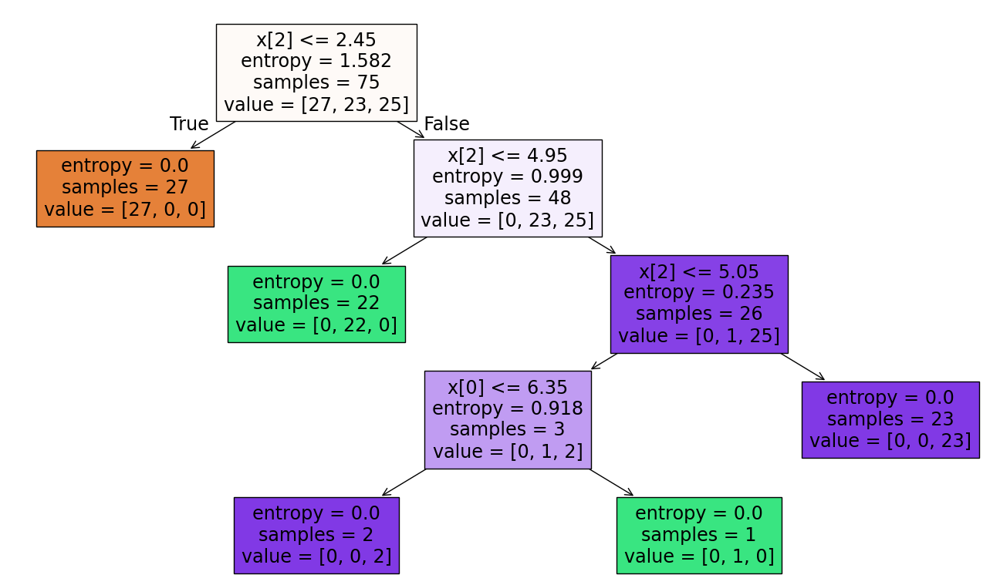 x[2] <= 2.45
entropy = 1.582
samples = 75
value = [27, 23, 25]
True
False
entropy = 0.0
samples = 27
value = [27, 0, 0]
x[2] <= 4.95
entropy = 0.999
samples = 48
value = [0, 23, 25]
entropy = 0.0
samples = 22
value = [0, 22, 0]
x[2] <= 5.05
entropy = 0.235
samples = 26
value = [0, 1, 25]
x[0] <= 6.35
entropy = 0.918
samples = 3
value = [0, 1, 2]
entropy = 0.0
samples = 23
value = [0, 0, 23]
entropy = 0.0
samples = 2
value = [0, 0, 2]
entropy = 0.0
samples = 1
value = [0, 1, 0]